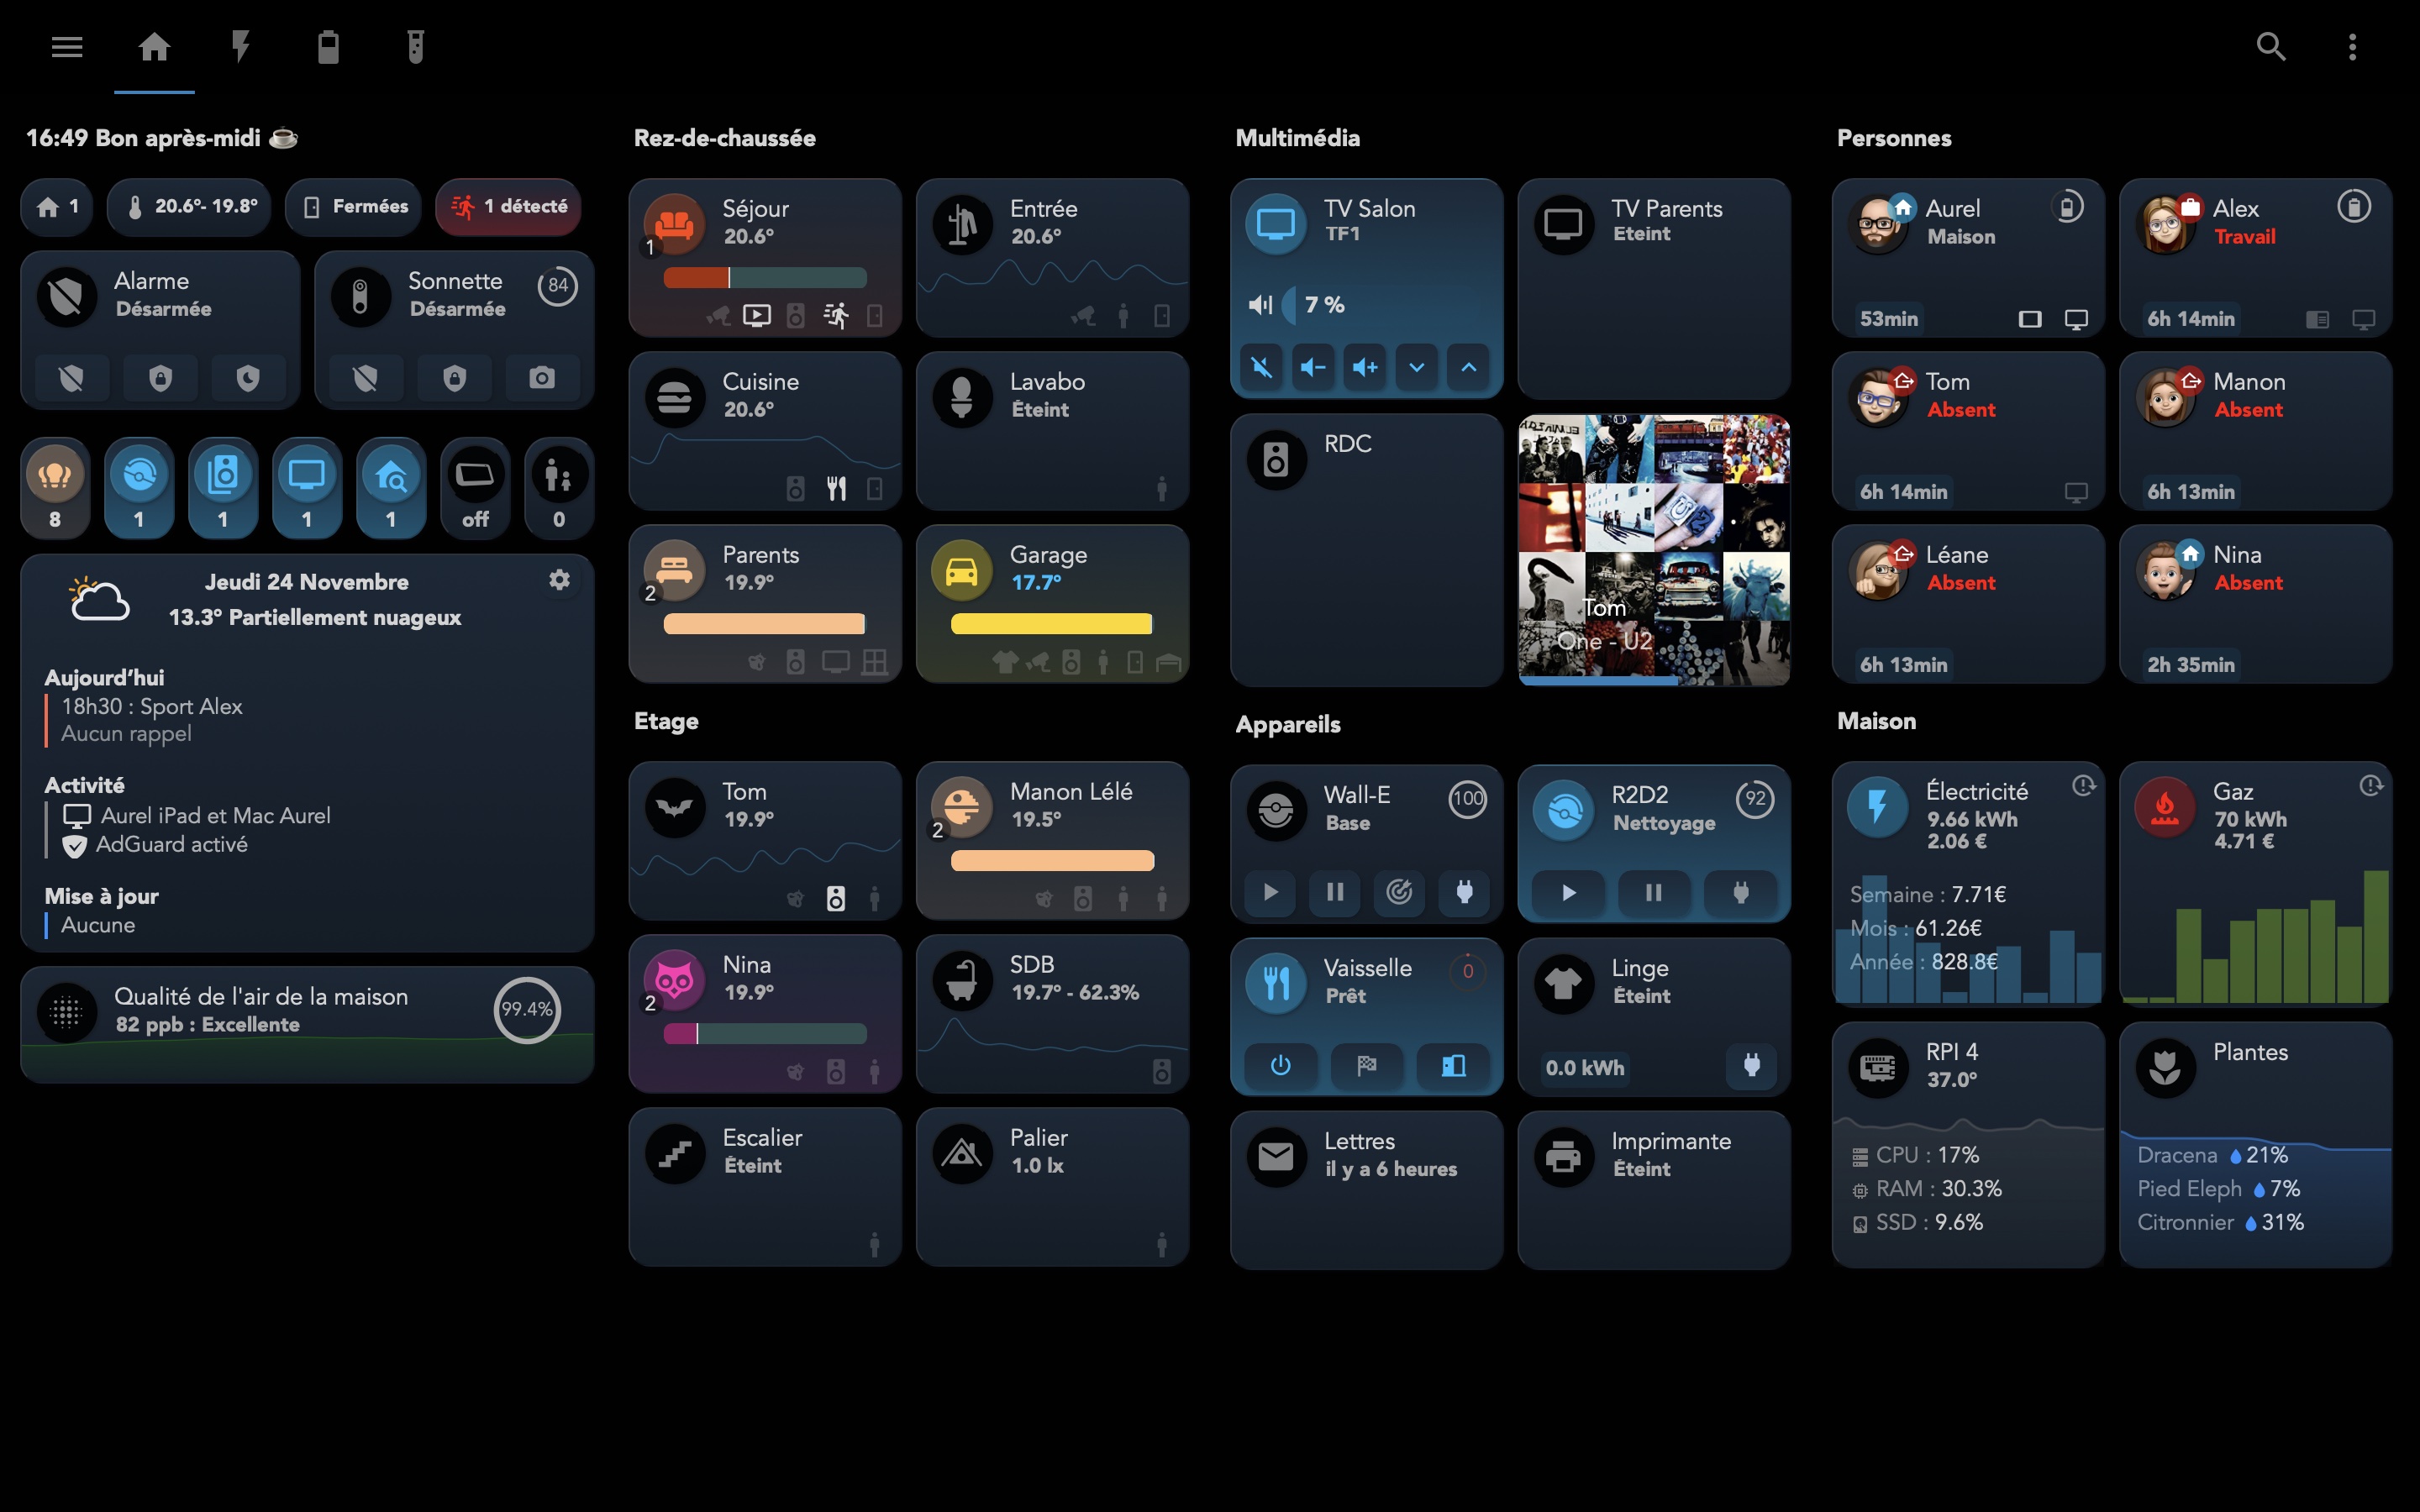 16:49 Bon après-midi ☕
1
20.6°- 19.8°
Fermées
1 détecté
Alarme
Désarmée
Sonnette
Désarmée
84
8
1
1
1
1
off
0
Jeudi 24 Novembre
13.3° Partiellement nuageux
Aujourd’hui
18h30 : Sport Alex
Aucun rappel
Activité
Aurel iPad et Mac Aurel
AdGuard activé
Mise à jour
Aucune
Qualité de l'air de la maison
82 ppb : Excellente
99.4%
Rez-de-chaussée
Séjour
20.6°
1
Entrée
20.6°
Cuisine
20.6°
Lavabo
Éteint
Parents
19.9°
2
Garage
17.7°
Etage
Tom
19.9°
Manon Lélé
19.5°
2
Nina
19.9°
2
SDB
19.7° - 62.3%
Escalier
Éteint
Palier
1.0 lx
Multimédia
TV Salon
TF1
7 %
TV Parents
Eteint
RDC
Tom
One - U2
Appareils
Wall-E
Base
100
R2D2
Nettoyage
92
Vaisselle
Prêt
0
Linge
Éteint
0.0 kWh
Lettres
il y a 6 heures
Imprimante
Éteint
Personnes
Aurel
Maison
53min
Alex
Travail
6h 14min
Tom
Absent
6h 14min
Manon
Absent
6h 13min
Léane
Absent
6h 13min
Nina
Absent
2h 35min
Maison
Électricité
9.66 kWh
2.06 €
Semaine : 7.71€
Mois : 61.26€
Année : 828.8€
Gaz
70 kWh
4.71 €
RPI 4
37.0°
CPU : 17%
RAM : 30.3%
SSD : 9.6%
Plantes
Dracena 21%
Pied Eleph 7%
Citronnier 31%